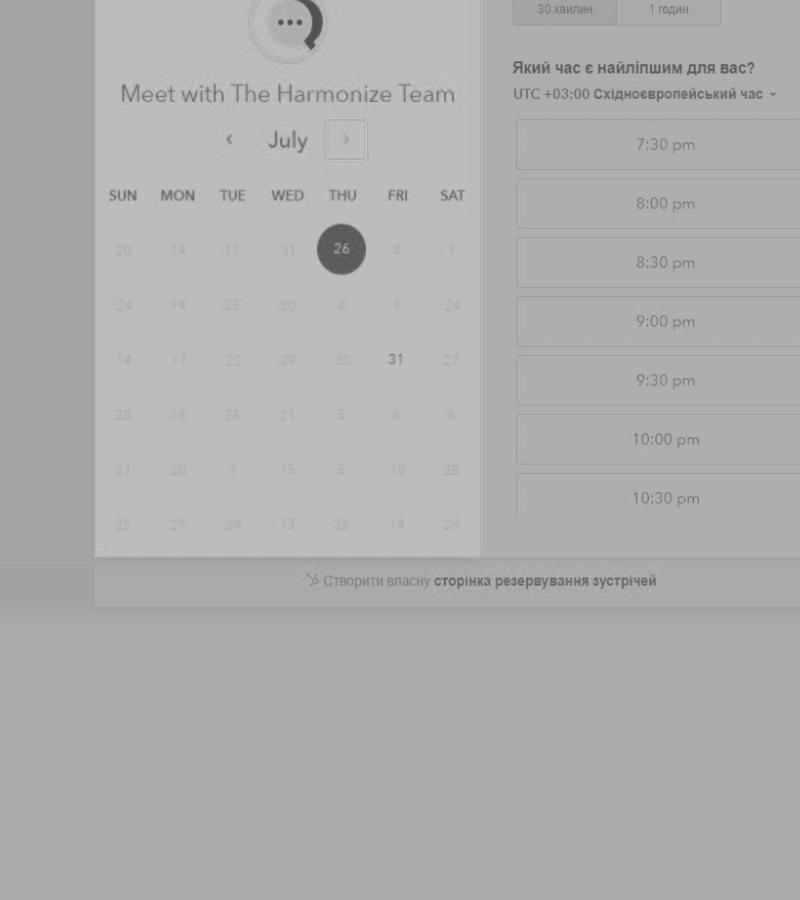 30 хвилин 1 годин
Meet with The Harmonize Team
July
SUN MON TUE WED THU FRI SAT
20 14 11 31 26 8 1
24 14 25 20 6 1 24
14 17 22 29 30 31 27
28 18 25 21 5 6 6
21 20 7 15 5 10 28
25 27 29 13 25 14 29
Який час є найліпшим для вас?
UTC +03:00 Східноєвропейський час
7:30 pm
8:00 pm
8:30 pm
9:00 pm
9:30 pm
10:00 pm
10:30 pm
Створити власну сторінка резервування зустрічей